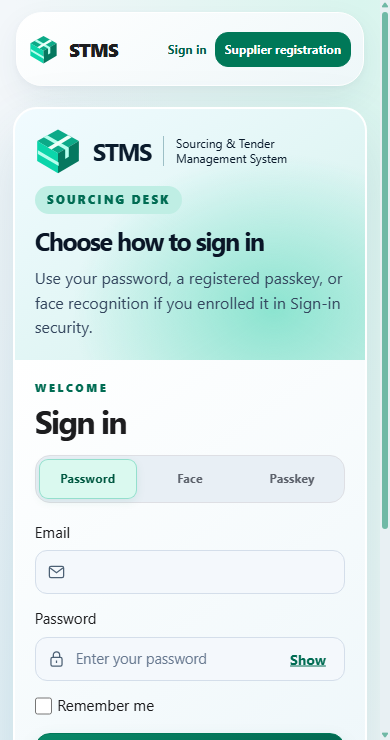 STMS
Sign in
Supplier registration
STMS
Sourcing & Tender
Management System
SOURCING DESK
Choose how to sign in
Use your password, a registered passkey, or
face recognition if you enrolled it in Sign-in
security.
WELCOME
Sign in
Password
Face
Passkey
Email
Password
Enter your password
Show
Remember me